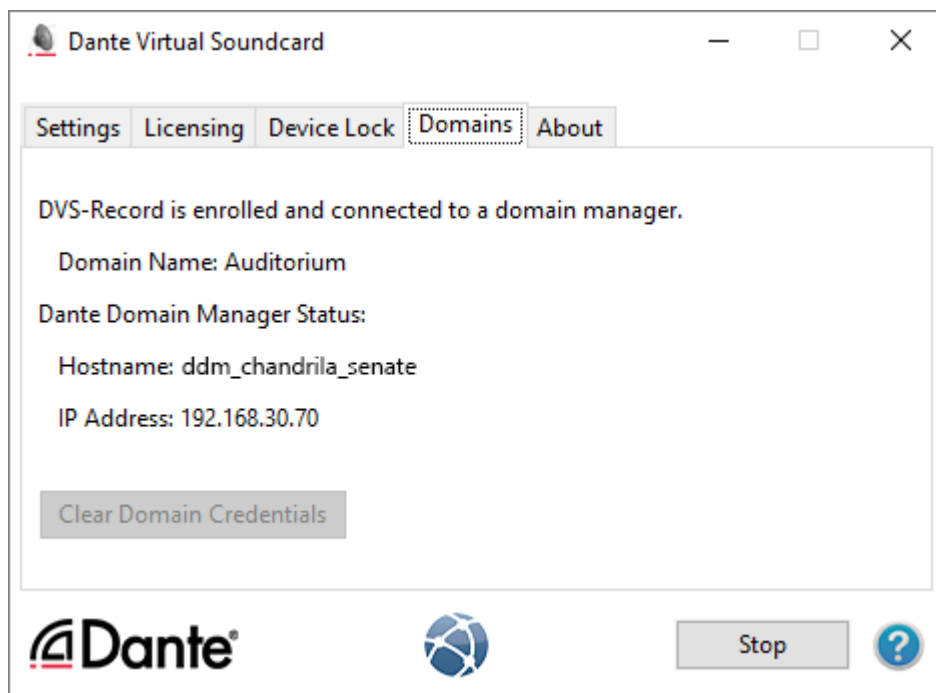 Dante Virtual Soundcard
Settings Licensing Device Lock Domains About
DVS-Record is enrolled and connected to a domain manager.
Domain Name: Auditorium
Dante Domain Manager Status:
Hostname: ddm_chandrila_senate
IP Address: 192.168.30.70
Clear Domain Credentials
Dante® Stop ?